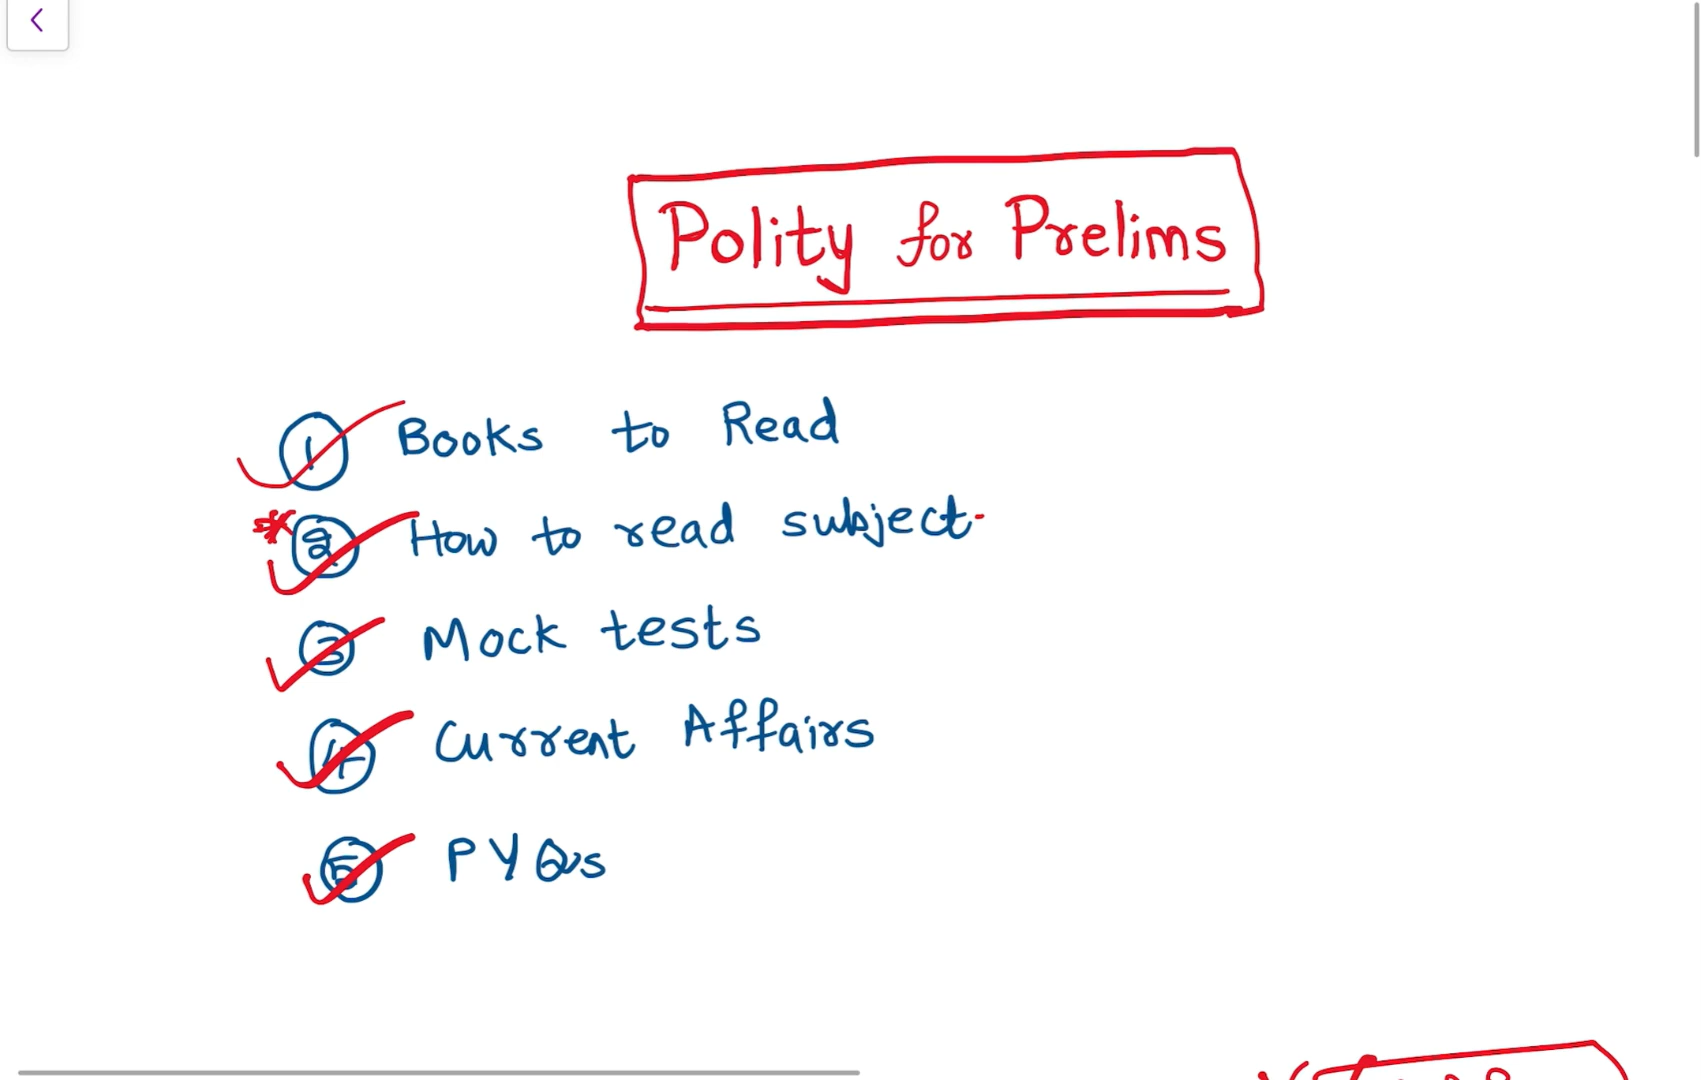 Polity for Prelims
1 Books to Read
* 2 How to read subject-
3 Mock tests
4 Current Affairs
5 PYQs